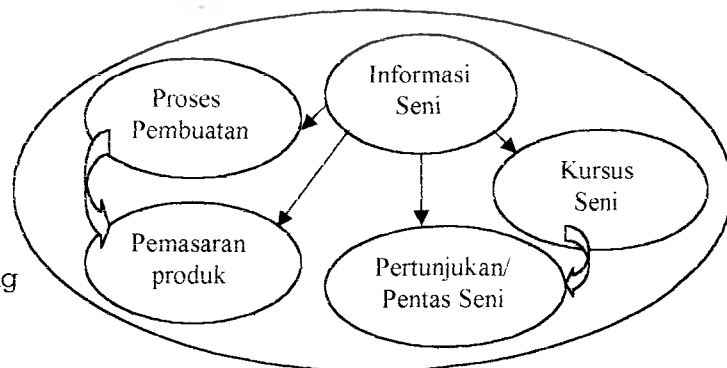 Informasi
Seni
Proses
Pembuatan
Kursus
Seni
Pemasaran
produk
Pertunjukan/
Pentas Seni
g